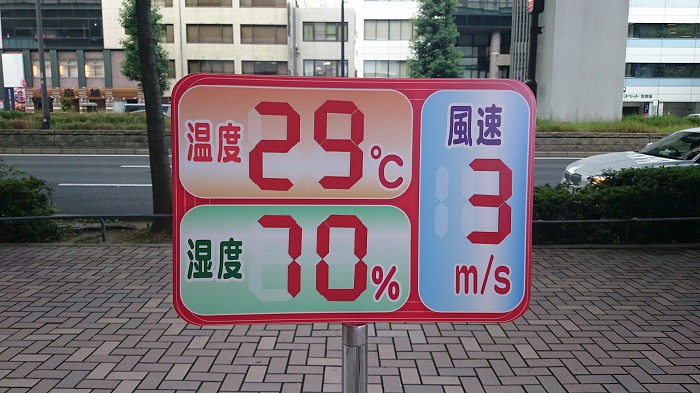 温度 29 ℃
湿度 70 %
風速
3
m/s